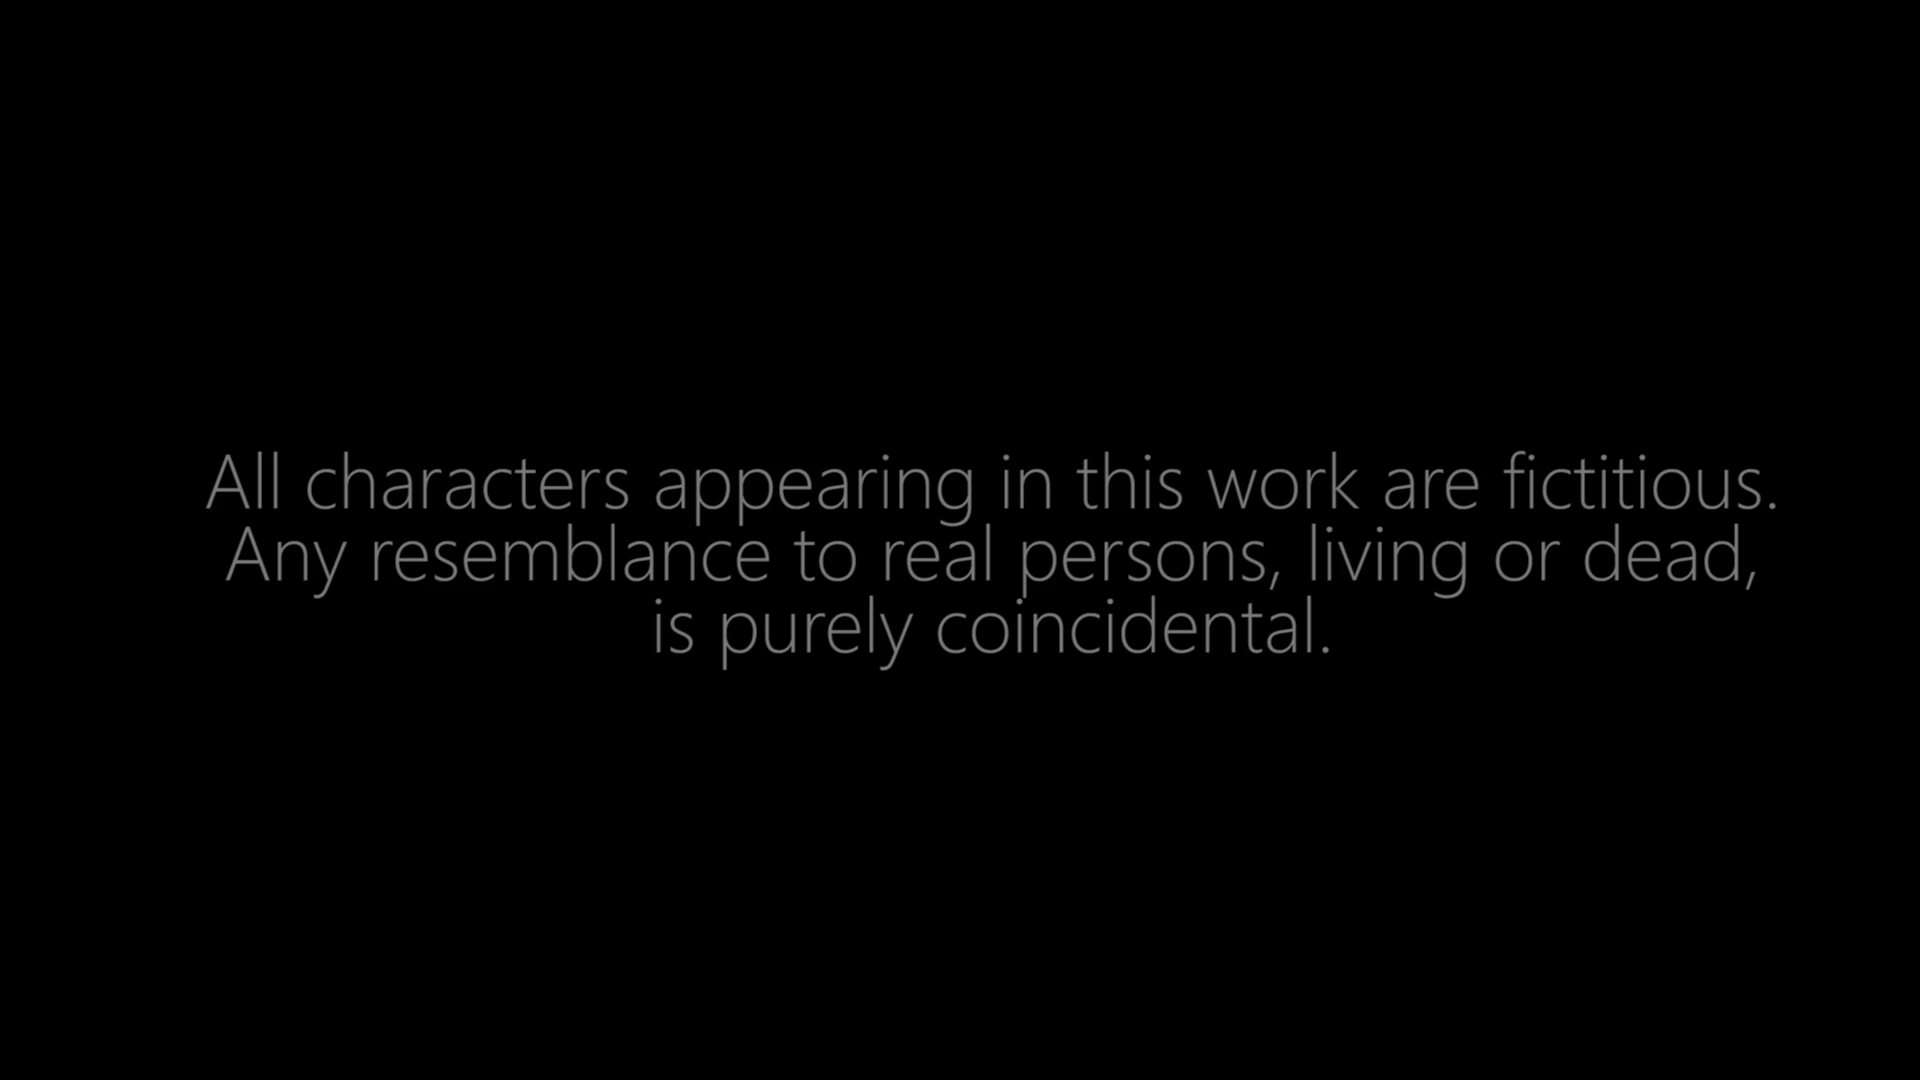 All characters appearing in this work are fictitious.
Any resemblance to real persons, living or dead,
is purely coincidental.